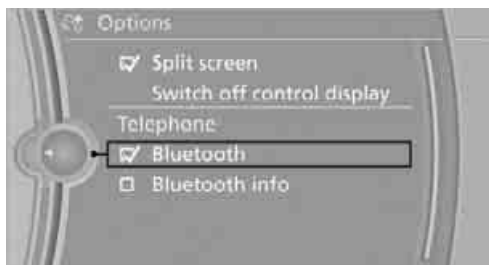 Options
Split screen
Switch off control display
Telephone
Bluetooth
Bluetooth info